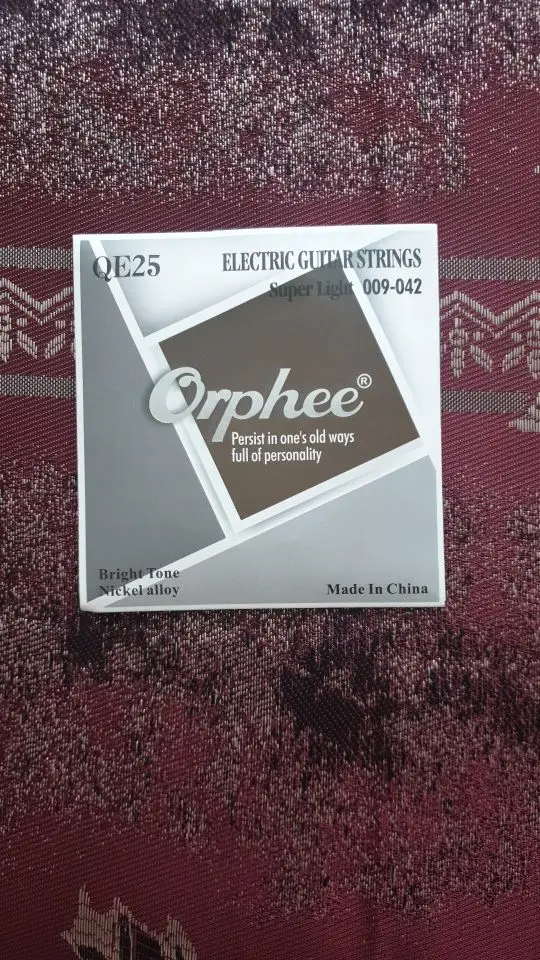 QE25
ELECTRIC GUITAR STRINGS
Super Light 009-042
Orphee®
Persist in one's old ways
full of personality
Bright Tone
Nickel alloy
Made In China